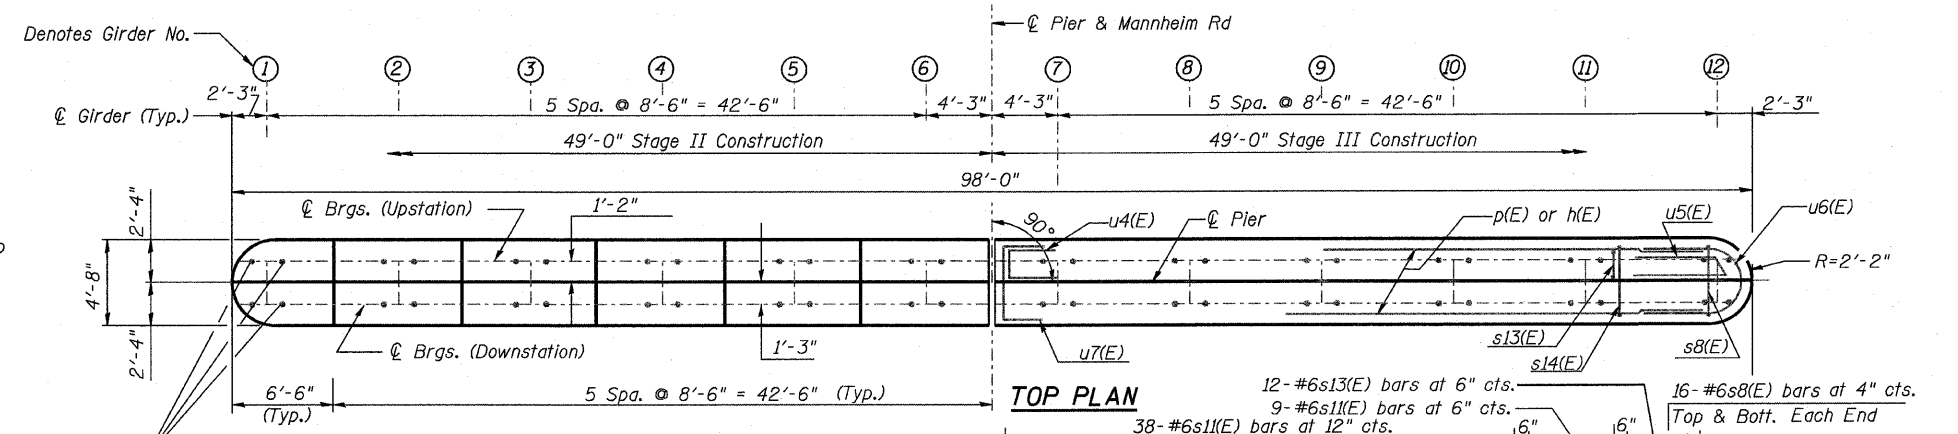 ℄ Pier & Mannheim Rd
Denotes Girder No.
1 2 3 4 5 6 7 8 9 10 11 12
2'-3" 5 Spa. @ 8'-6" = 42'-6" 4'-3" 4'-3" 5 Spa. @ 8'-6" = 42'-6" 2'-3"
℄ Girder (Typ.)
49'-0" Stage II Construction 49'-0" Stage III Construction
98'-0"
2'-4" ℄ Brgs. (Upstation) 1'-2" 90° u4(E) ℄ Pier p(E) or h(E) u5(E) u6(E)
4'-8" R=2'-2"
2'-4" ℄ Brgs. (Downstation) 1'-3" u7(E) s13(E) s14(E) s8(E)
6'-6" (Typ.) 5 Spa. @ 8'-6" = 42'-6" (Typ.)
TOP PLAN
12-#6s13(E) bars at 6" cts.
9-#6s11(E) bars at 6" cts.
38-#6s11(E) bars at 12" cts.
6" 6"
16-#6s8(E) bars at 4" cts.
Top & Bott. Each End